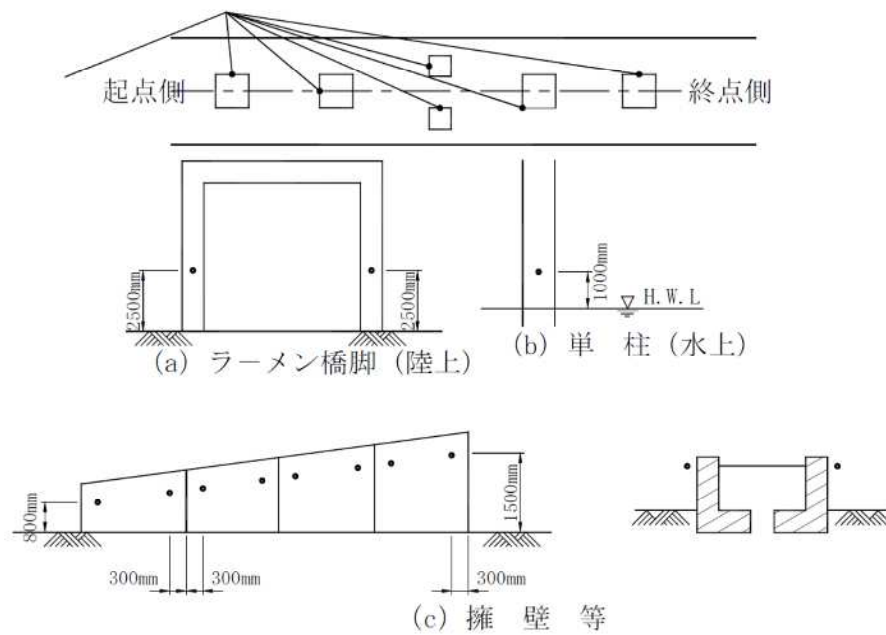 起点側
終点側
2500mm
2500mm
1000mm
H.W.L
(a) ラーメン橋脚 (陸上)
(b) 単 柱 (水上)
800mm
1500mm
300mm
300mm
300mm
(c) 擁 壁 等